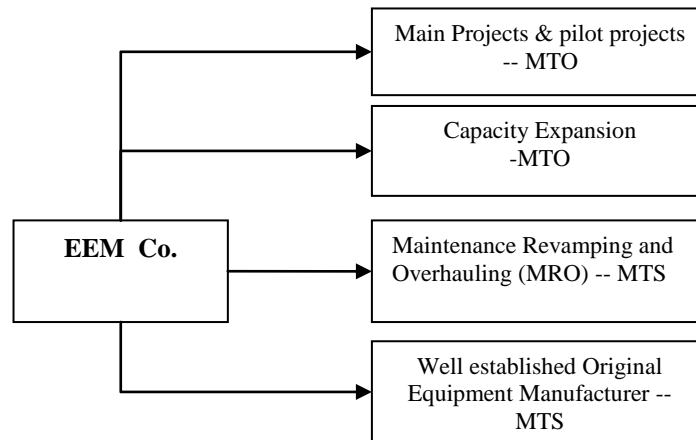 Main Projects & pilot projects
-- MTO
Capacity Expansion
-MTO
EEM Co.
Maintenance Revamping and
Overhauling (MRO) -- MTS
Well established Original
Equipment Manufacturer --
MTS